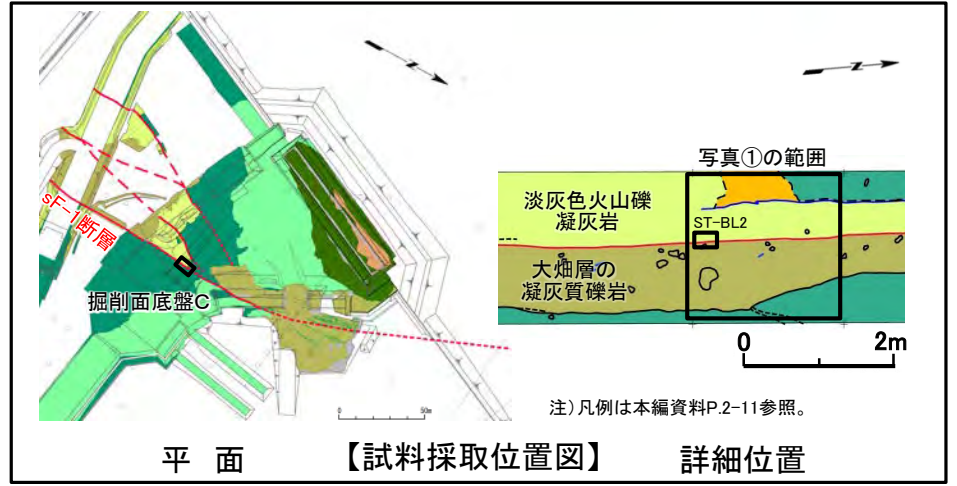 N
sF-1断層
掘削面底盤C
0 50m
N
写真①の範囲
淡灰色火山礫
凝灰岩
ST-BL2
大畑層の
凝灰質礫岩
0 2m
注）凡例は本編資料P.2-11参照。
平 面 【試料採取位置図】 詳細位置